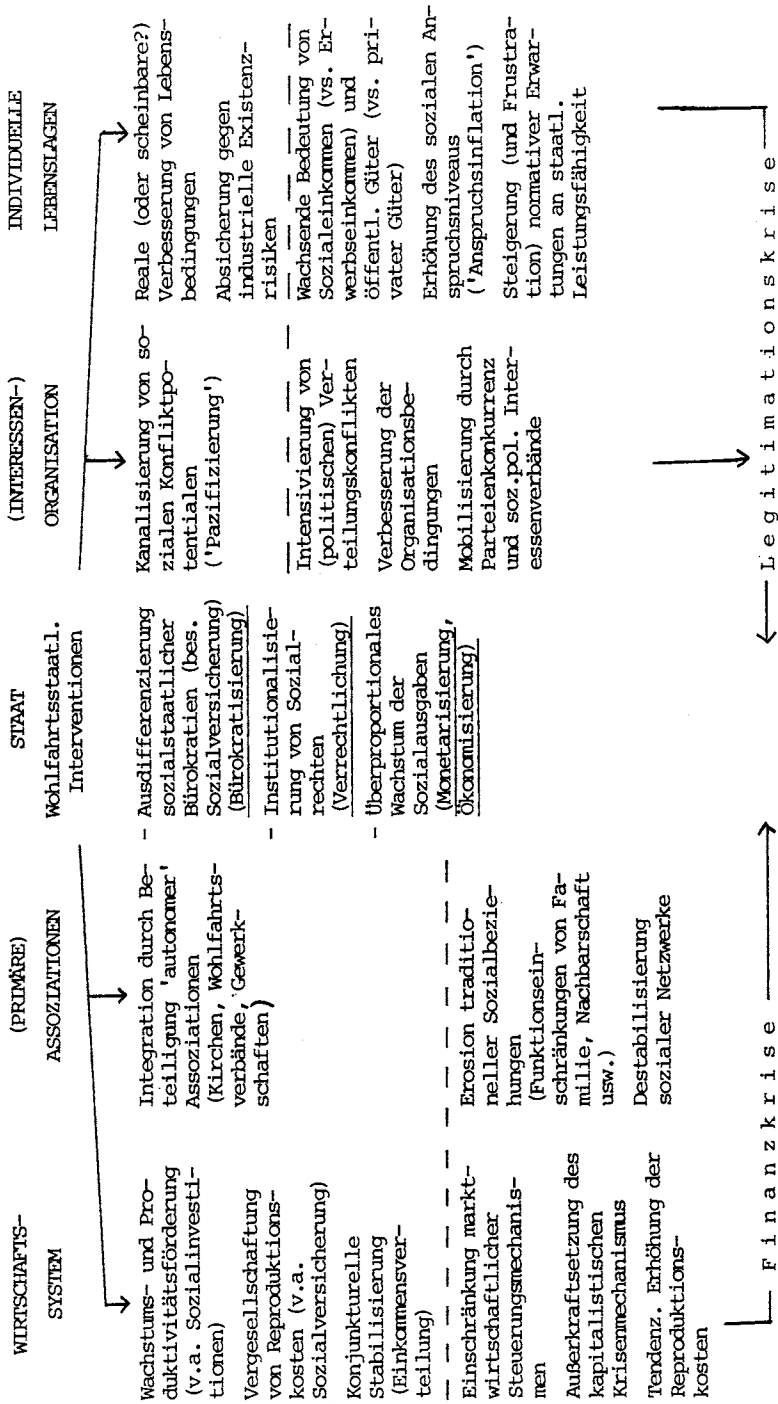 WIRTSCHAFTS-
SYSTEM
Wachstums- und Pro-
duktivitätsförderung
(v.a. Sozialinvesti-
tionen)
Vergesellschaftung
von Reproduktions-
kosten (v.a.
Sozialversicherung)
Konjunkturelle
Stabilisierung
(Einkommensver-
teilung)
Einschränkung markt-
wirtschaftlicher
Steuerungsmechanis-
men
Außerkraftsetzung des
kapitalistischen
Krisenmechanismus
Tendenz. Erhöhung der
Reproduktions-
kosten
(PRIMÄRE)
ASSOZIATIONEN
Integration durch Be-
teiligung 'autonomer'
Assoziationen
(Kirchen, Wohlfahrts-
verbände, Gewerk-
schaften)
Erosion traditio-
neller Sozialbezie-
hungen
(Funktionsein-
schränkungen von Fa-
milie, Nachbarschaft
usw.)
Destabilisierung
sozialer Netzwerke
STAAT
Wohlfahrtsstaatl.
Interventionen
- Ausdifferenzierung
sozialstaatlicher
Bürokratien (bes.
Sozialversicherung)
(Bürokratisierung)
- Institutionalisie-
rung von Sozial-
rechten
(Verrechtlichung)
- Überproportionales
Wachstum der
Sozialausgaben
(Monetarisierung,
Ökonomisierung)
(INTERESSEN-)
ORGANISATION
Kanalisierung von so-
zialen Konfliktpo-
tentialen
('Pazifizierung')
Intensivierung von
(politischen) Ver-
teilungskonflikten
Verbesserung der
Organisationsbe-
dingungen
Mobilisierung durch
Parteienkonkurrenz
und soz.pol. Inter-
essenverbände
INDIVIDUELLE
LEBENSLAGEN
Reale (oder scheinbare?)
Verbesserung von Lebens-
bedingungen
Absicherung gegen
industrielle Existenz-
risiken
Wachsende Bedeutung von
Sozialeinkommen (vs. Er-
werbseinkommen) und
öffentl. Güter (vs. pri-
vater Güter)
Erhöhung des sozialen An-
spruchsniveaus
('Anspruchsinflation')
Steigerung (und Frustra-
tion) normativer Erwar-
tungen an staatl.
Leistungsfähigkeit
Finanzkrise
Legitimationskrise